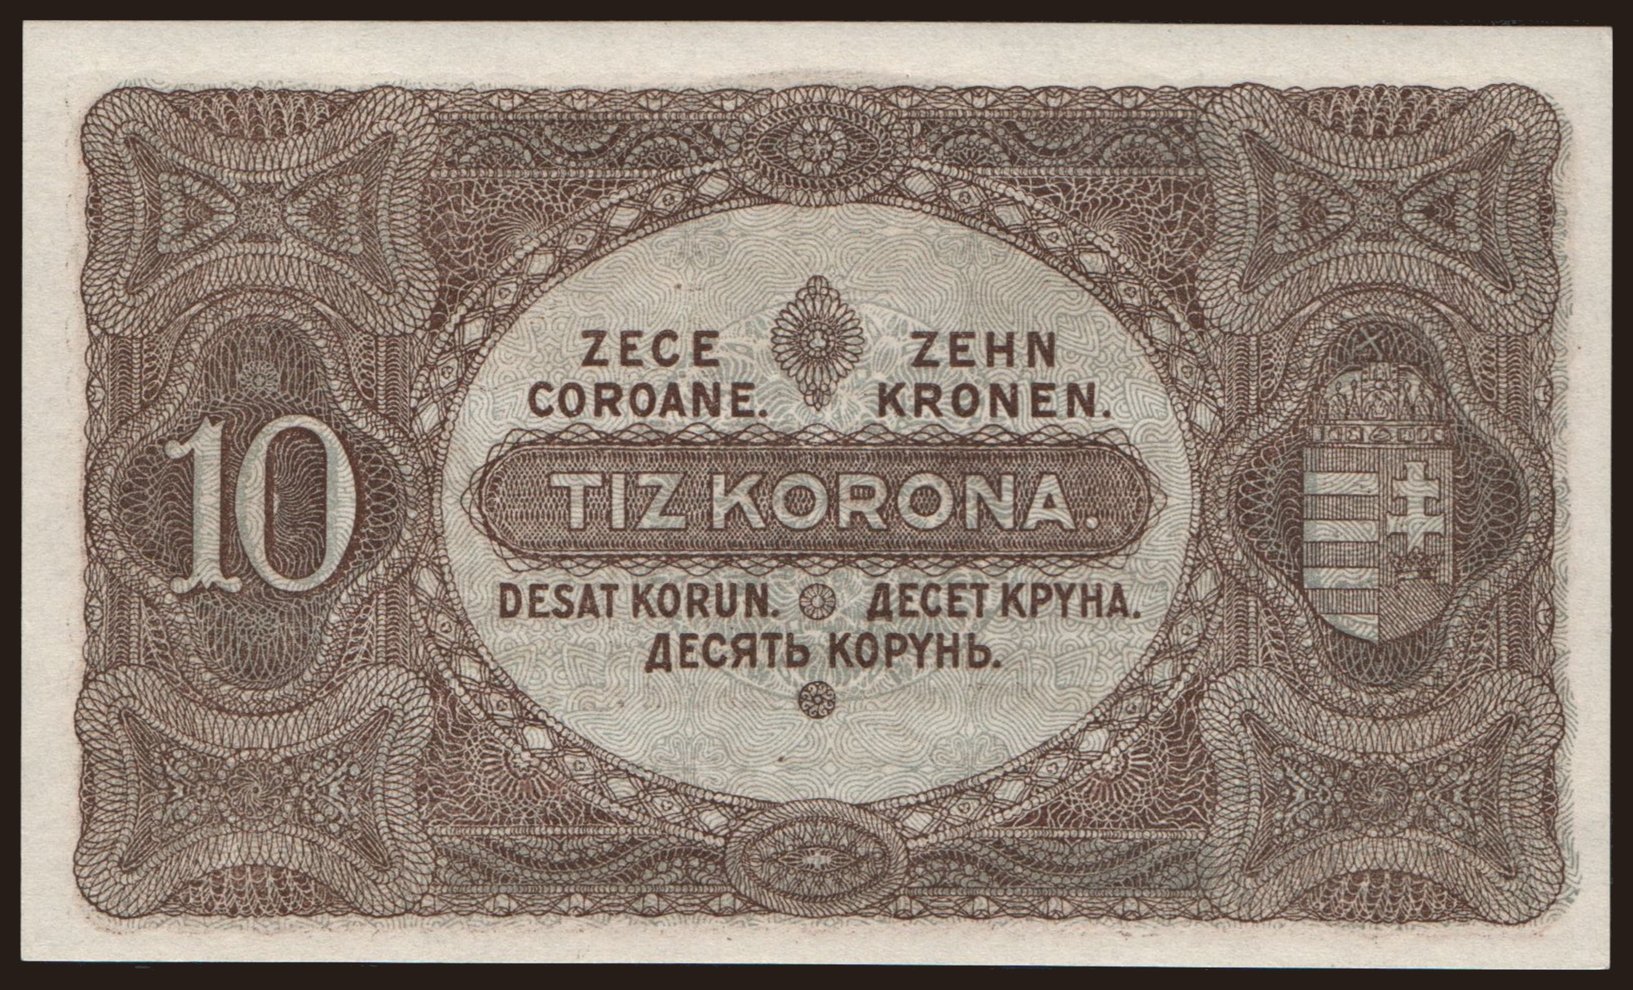 ZECE
COROANE.
ZEHN
KRONEN.
10
TIZ KORONA.
DESAT KORUN.
ДЕСЕТ КРУНА.
ДЕСЯТЬ КОРУНЬ.